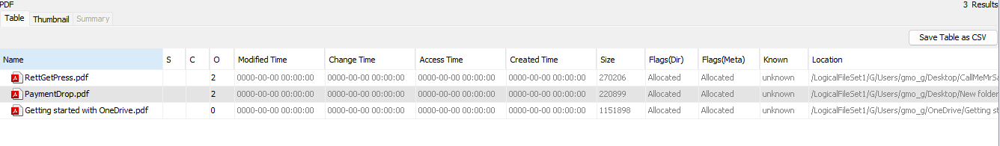 PDF 3 Results
Table Thumbnail Summary
Save Table as CSV
Name S C O Modified Time Change Time Access Time Created Time Size Flags(Dir) Flags(Meta) Known Location
RettGetPress.pdf 2 0000-00-00 00:00:00 0000-00-00 00:00:00 0000-00-00 00:00:00 0000-00-00 00:00:00 270206 Allocated Allocated unknown /LogicalFileSet1/G/Users/gmo_g/Desktop/CallMeMrSa
PaymentDrop.pdf 2 0000-00-00 00:00:00 0000-00-00 00:00:00 0000-00-00 00:00:00 0000-00-00 00:00:00 220899 Allocated Allocated unknown /LogicalFileSet1/G/Users/gmo_g/Desktop/New folder
Getting started with OneDrive.pdf 0 0000-00-00 00:00:00 0000-00-00 00:00:00 0000-00-00 00:00:00 0000-00-00 00:00:00 1151898 Allocated Allocated unknown /LogicalFileSet1/G/Users/gmo_g/OneDrive/Getting st